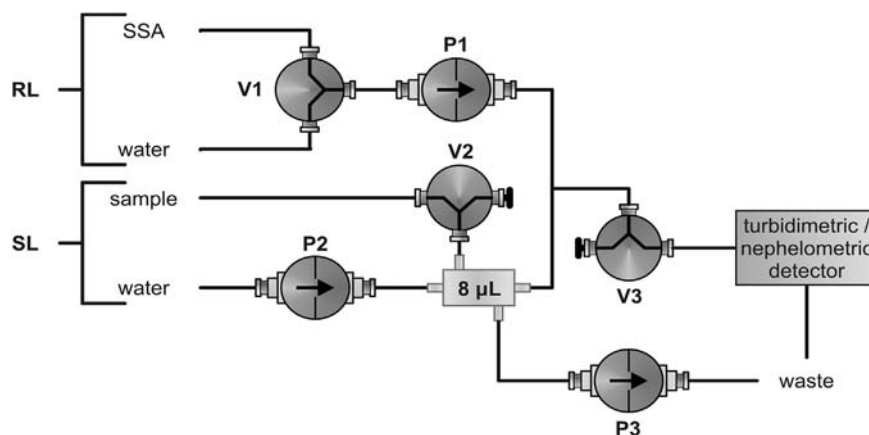 SSA
P1
RL
V1
water
V2
sample
SL
P2
water
8 µL
V3
turbidimetric /
nephelometric
detector
P3
waste